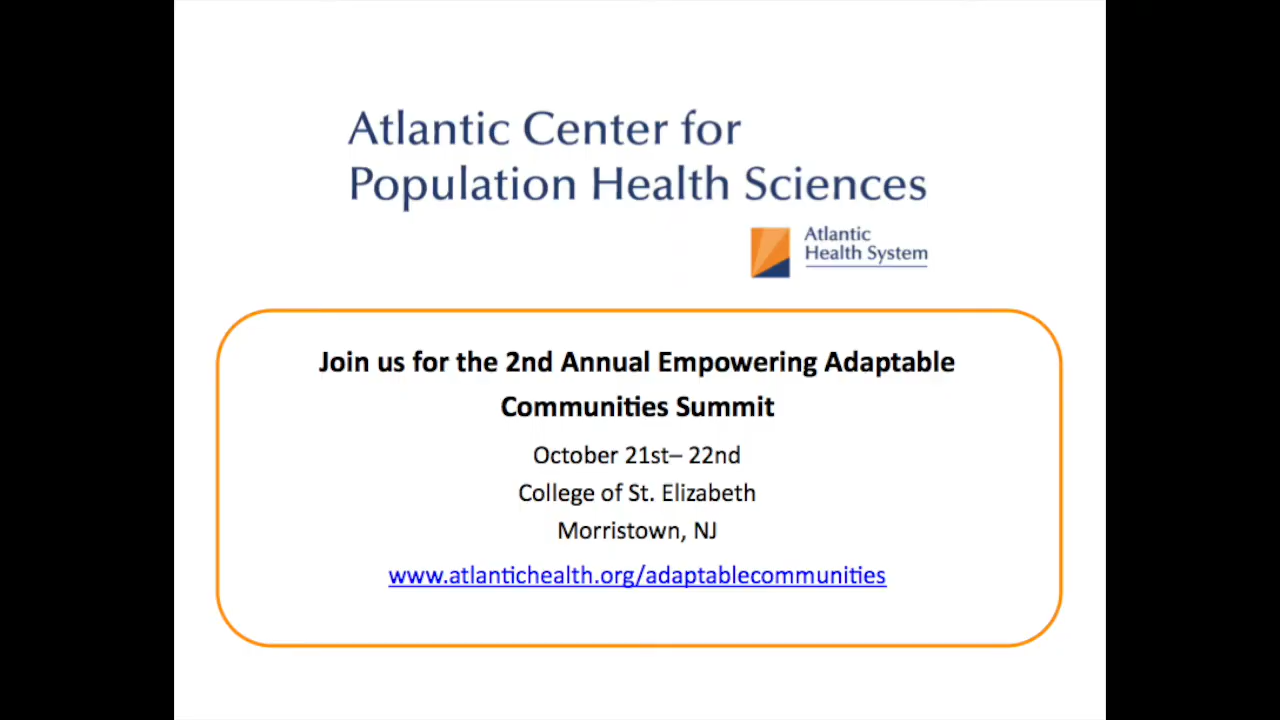 Atlantic Center for
Population Health Sciences
Atlantic
Health System
Join us for the 2nd Annual Empowering Adaptable
Communities Summit
October 21st– 22nd
College of St. Elizabeth
Morristown, NJ
www.atlantichealth.org/adaptablecommunities